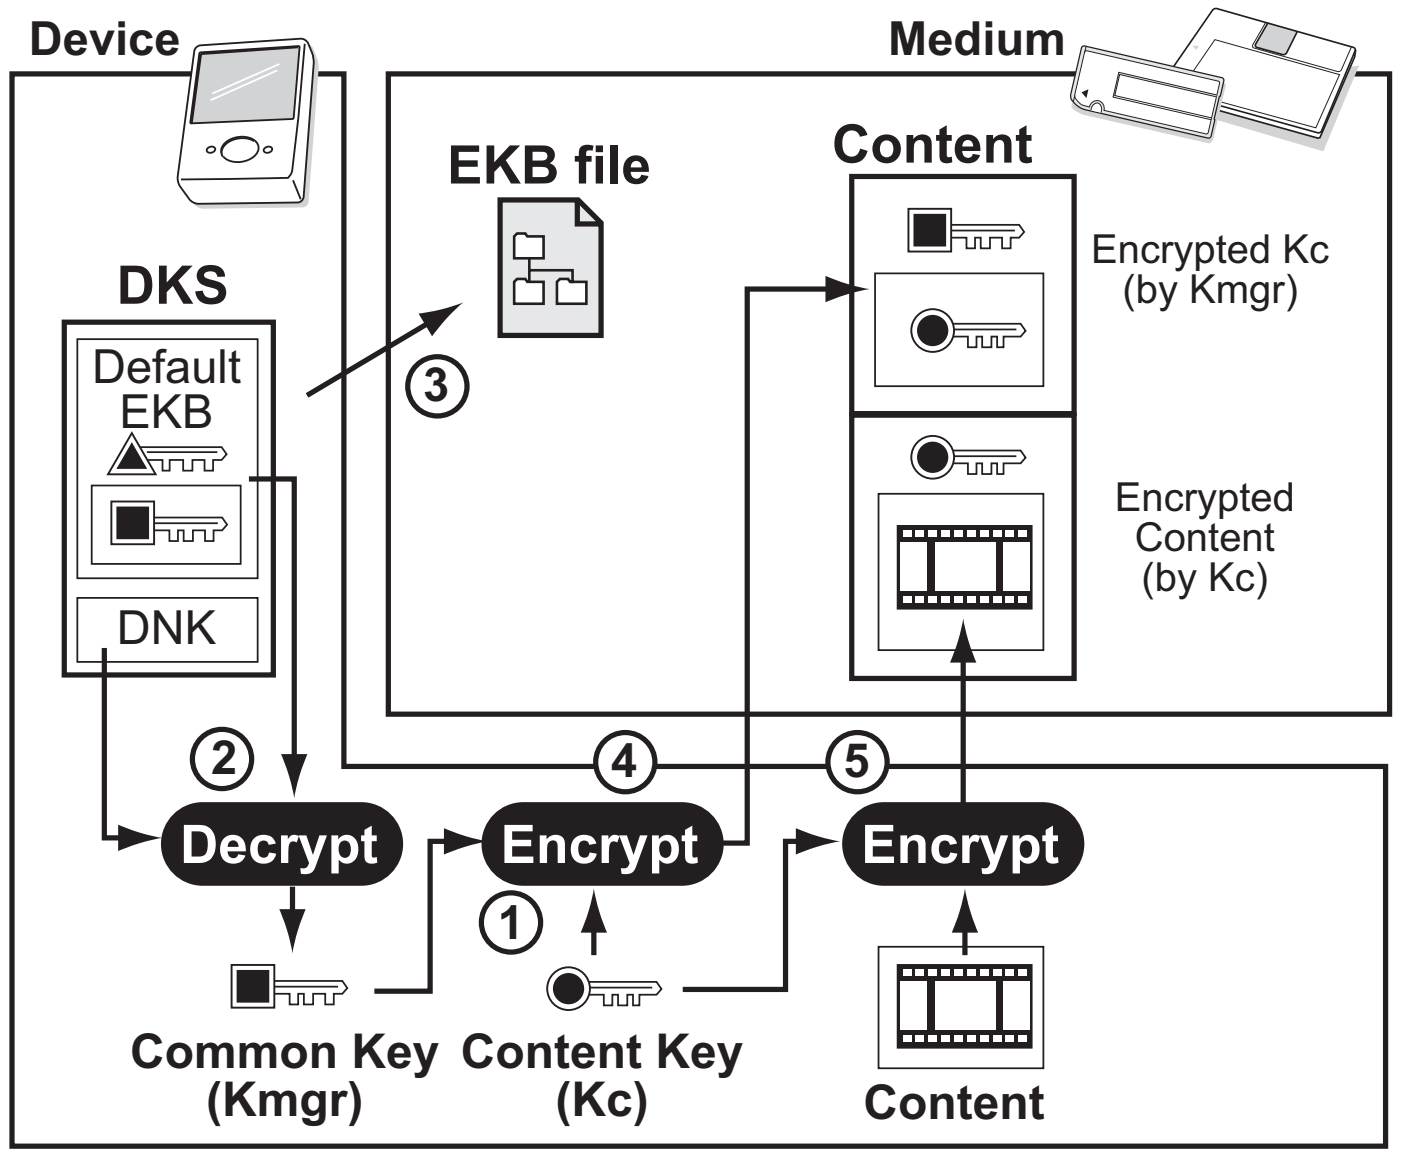 Device
Medium
EKB file
Content
Encrypted Kc
(by Kmgr)
DKS
Default
EKB
3
Encrypted
Content
(by Kc)
DNK
2
4
5
Decrypt
Encrypt
Encrypt
1
Common Key
(Kmgr)
Content Key
(Kc)
Content